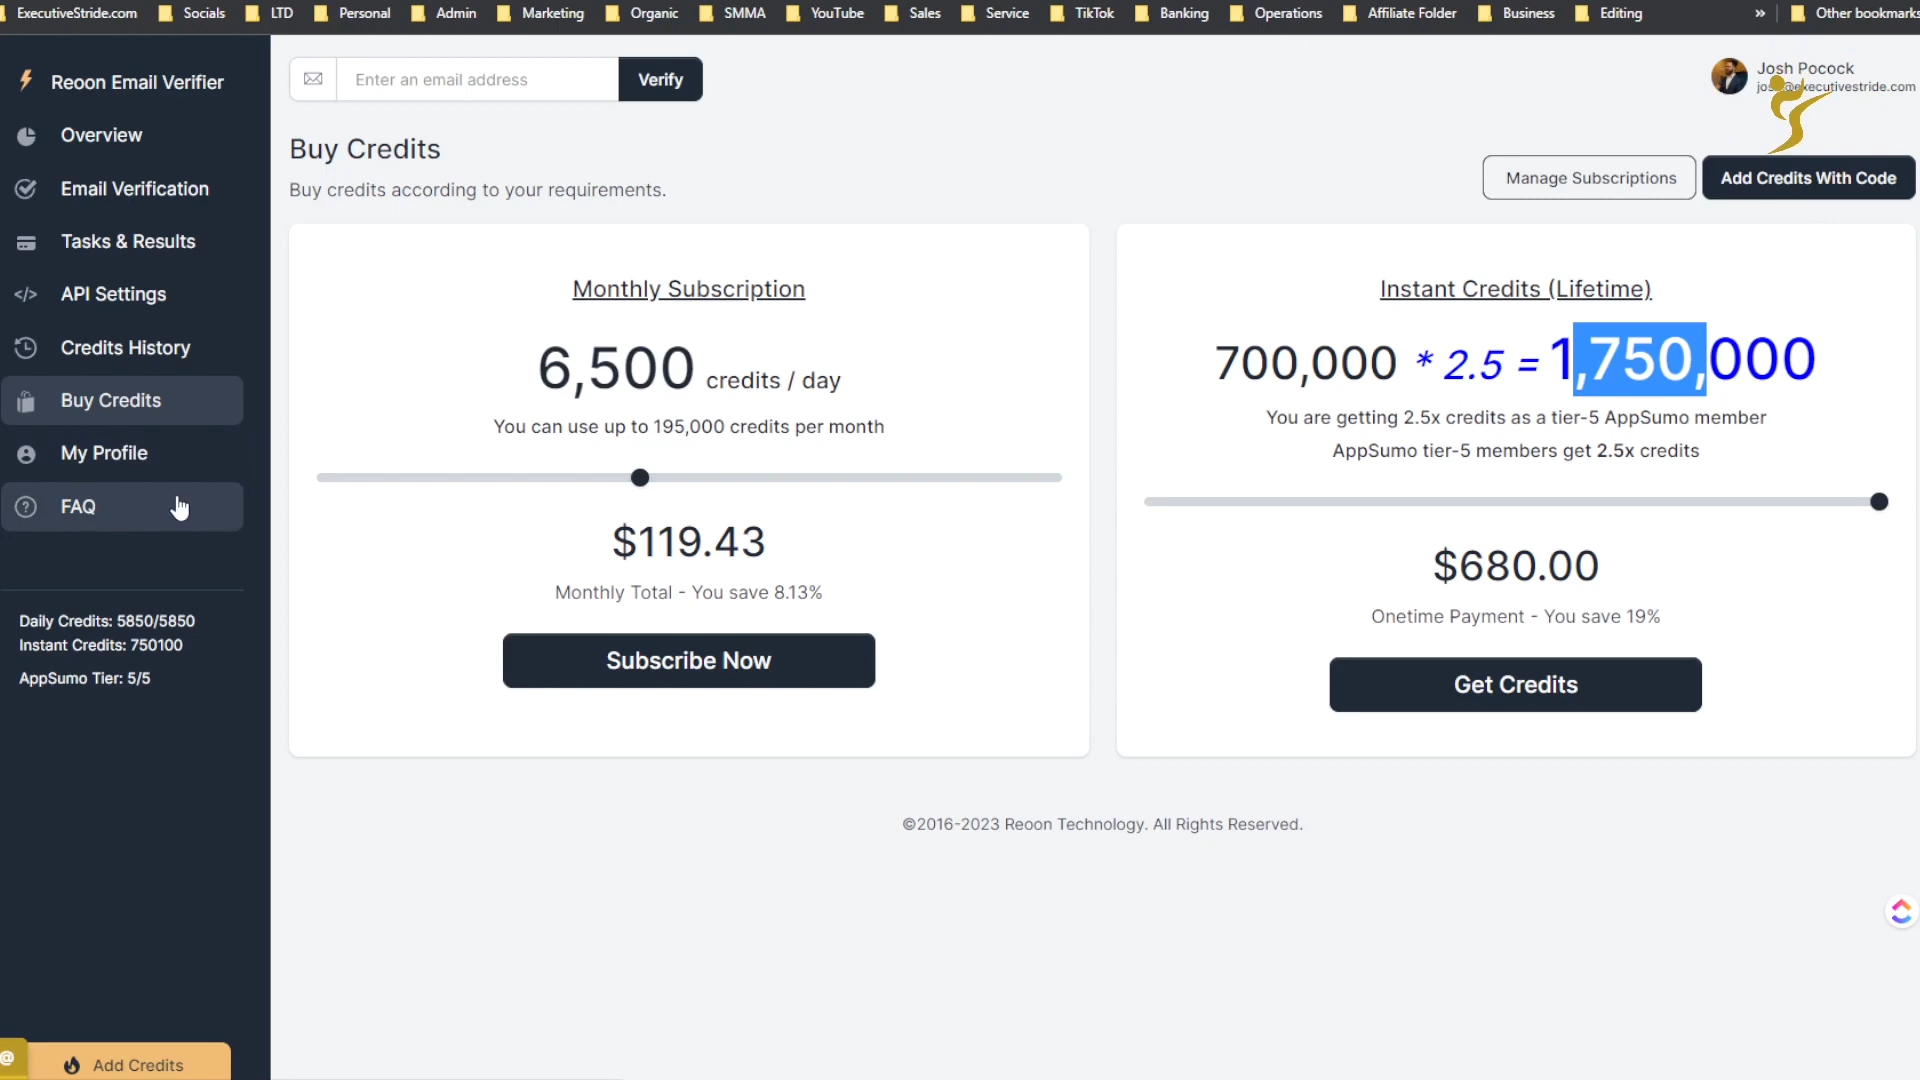 ExecutiveStride.com Socials LTD Personal Admin Marketing Organic SMMA YouTube Sales Service TikTok Banking Operations Affiliate Folder Business Editing » Other bookmarks
Reoon Email Verifier
Overview
Email Verification
Tasks & Results
API Settings
Credits History
Buy Credits
My Profile
FAQ
Daily Credits: 5850/5850
Instant Credits: 750100
AppSumo Tier: 5/5
Add Credits
Enter an email address Verify
Josh Pocock
josh@executivestride.com
Buy Credits
Buy credits according to your requirements.
Manage Subscriptions Add Credits With Code
Monthly Subscription
6,500 credits / day
You can use up to 195,000 credits per month
$119.43
Monthly Total - You save 8.13%
Subscribe Now
Instant Credits (Lifetime)
700,000 * 2.5 = 1,750,000
You are getting 2.5x credits as a tier-5 AppSumo member
AppSumo tier-5 members get 2.5x credits
$680.00
Onetime Payment - You save 19%
Get Credits
©2016-2023 Reoon Technology. All Rights Reserved.